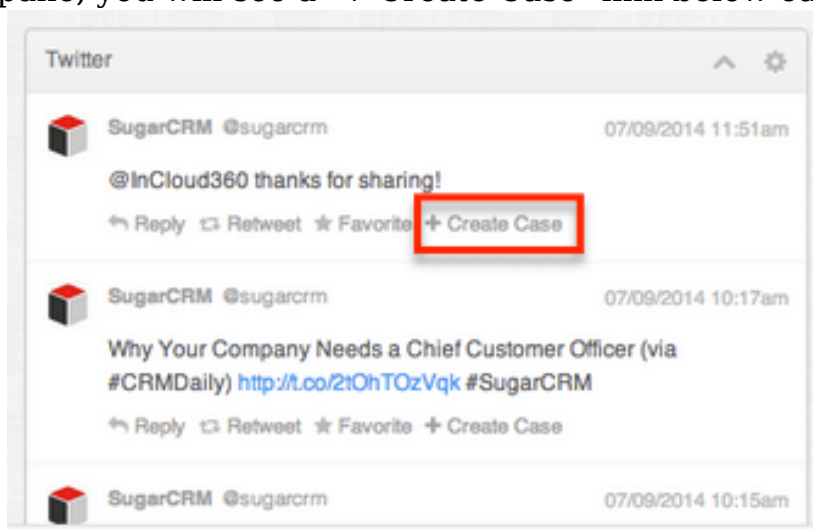 Twitter
SugarCRM @sugarcrm 07/09/2014 11:51am
@InCloud360 thanks for sharing!
Reply Retweet Favorite + Create Case
SugarCRM @sugarcrm 07/09/2014 10:17am
Why Your Company Needs a Chief Customer Officer (via
#CRMDaily) http://t.co/2tOhTOzVqk #SugarCRM
Reply Retweet Favorite + Create Case
SugarCRM @sugarcrm 07/09/2014 10:15am